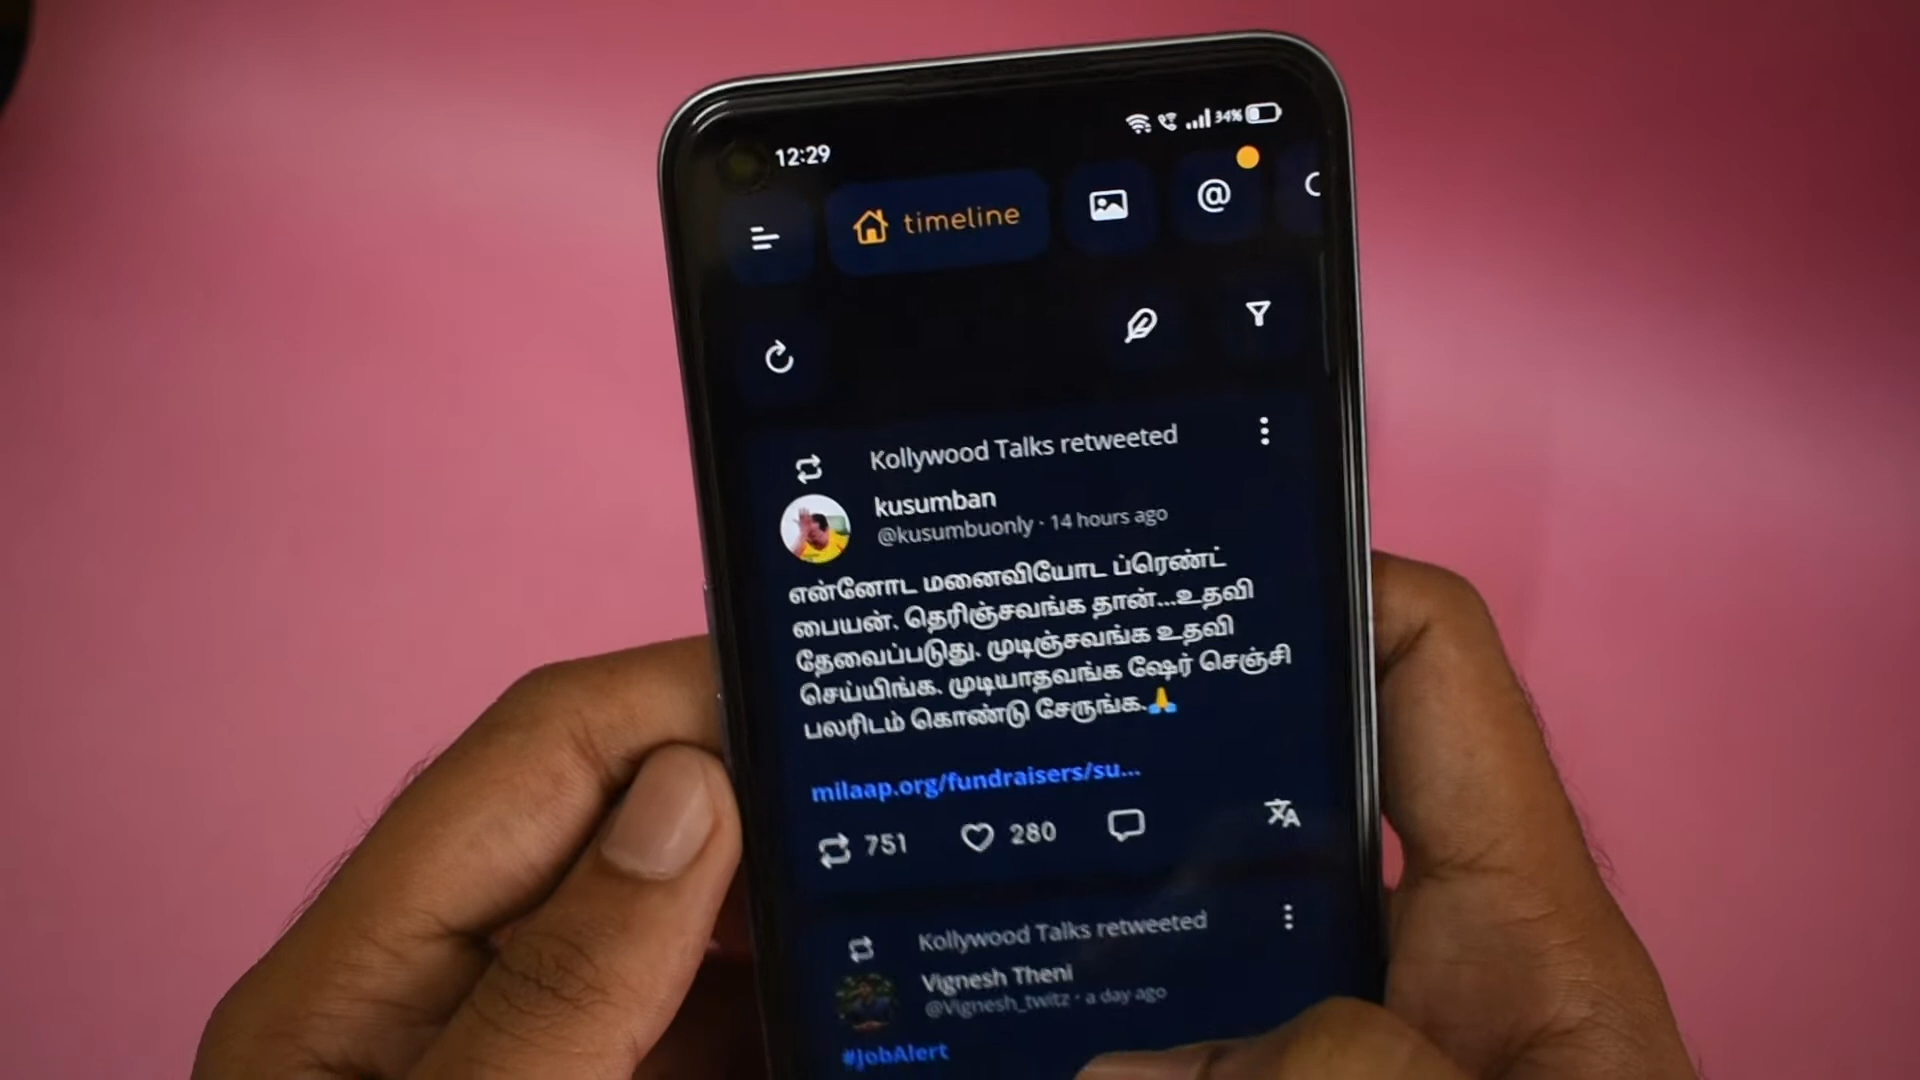 12:29
34%
timeline
@
Kollywood Talks retweeted
kusumban
@kusumbuonly · 14 hours ago
என்னோட மனைவியோட ப்ரெண்ட்
பையன். தெரிஞ்சவங்க தான்...உதவி
தேவைப்படுது. முடிஞ்சவங்க உதவி
செய்யிங்க. முடியாதவங்க ஷேர் செஞ்சி
பலரிடம் கொண்டு சேருங்க.🙏
milaap.org/fundraisers/su...
751 280
Kollywood Talks retweeted
Vignesh Theni
@Vignesh_twitz · a day ago
#JobAlert